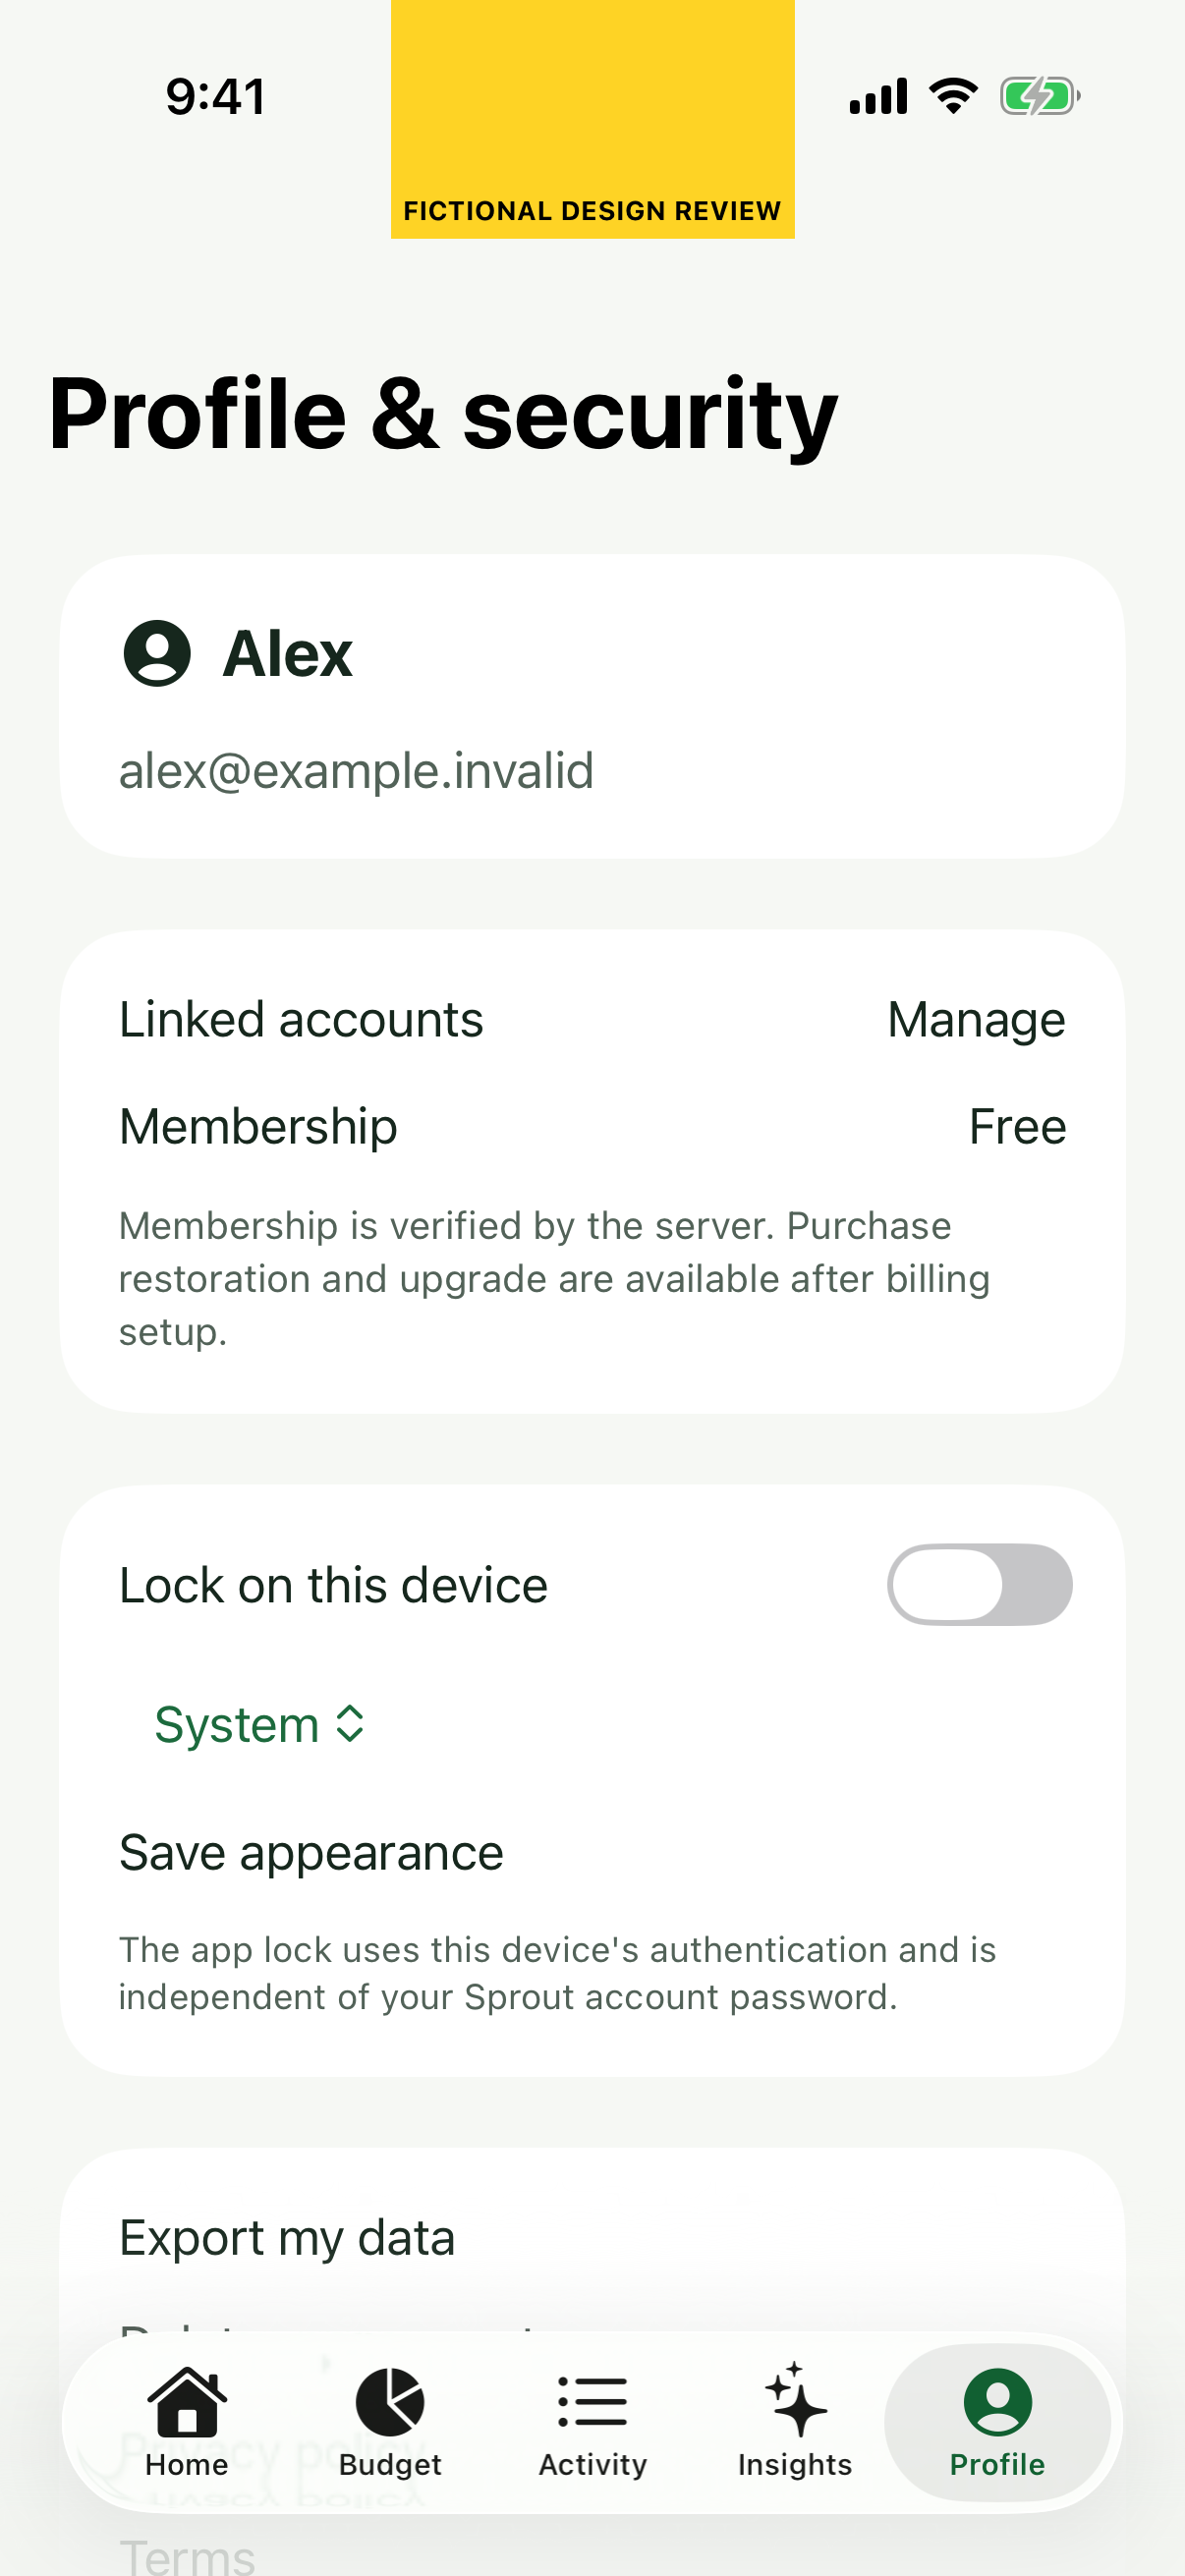 9:41
FICTIONAL DESIGN REVIEW
Profile & security
Alex
alex@example.invalid
Linked accounts
Manage
Membership
Free
Membership is verified by the server. Purchase
restoration and upgrade are available after billing
setup.
Lock on this device
System
Save appearance
The app lock uses this device's authentication and is
independent of your Sprout account password.
Export my data
Privacy policy
Home
Budget
Activity
Insights
Profile
Terms